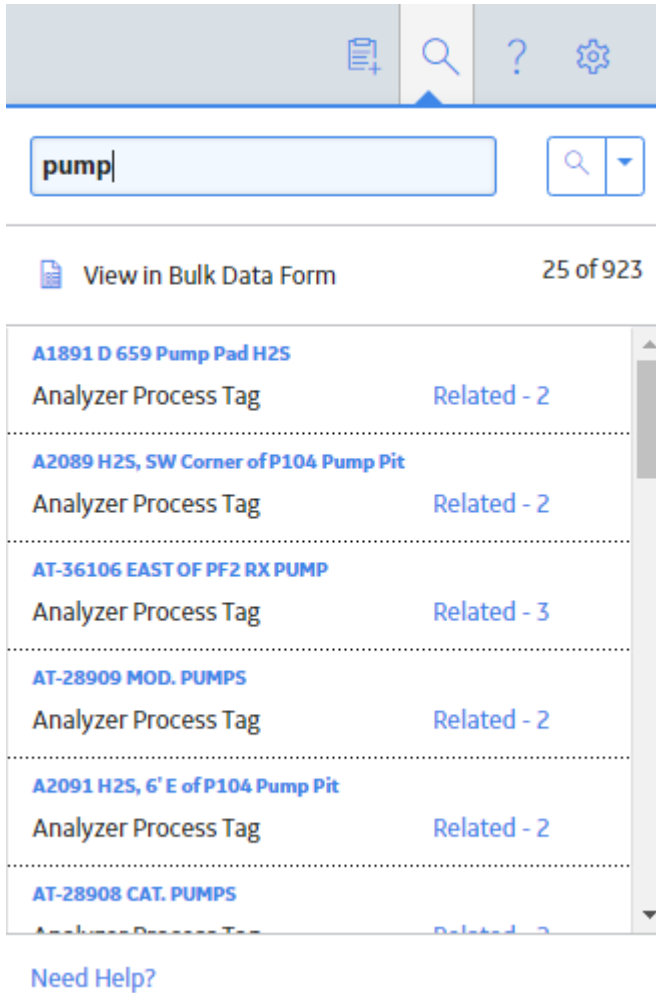 pump
View in Bulk Data Form 25 of 923
A1891 D 659 Pump Pad H2S
Analyzer Process Tag Related - 2
A2089 H2S, SW Corner of P104 Pump Pit
Analyzer Process Tag Related - 2
AT-36106 EAST OF PF2 RX PUMP
Analyzer Process Tag Related - 3
AT-28909 MOD. PUMPS
Analyzer Process Tag Related - 2
A2091 H2S, 6' E of P104 Pump Pit
Analyzer Process Tag Related - 2
AT-28908 CAT. PUMPS
Need Help?